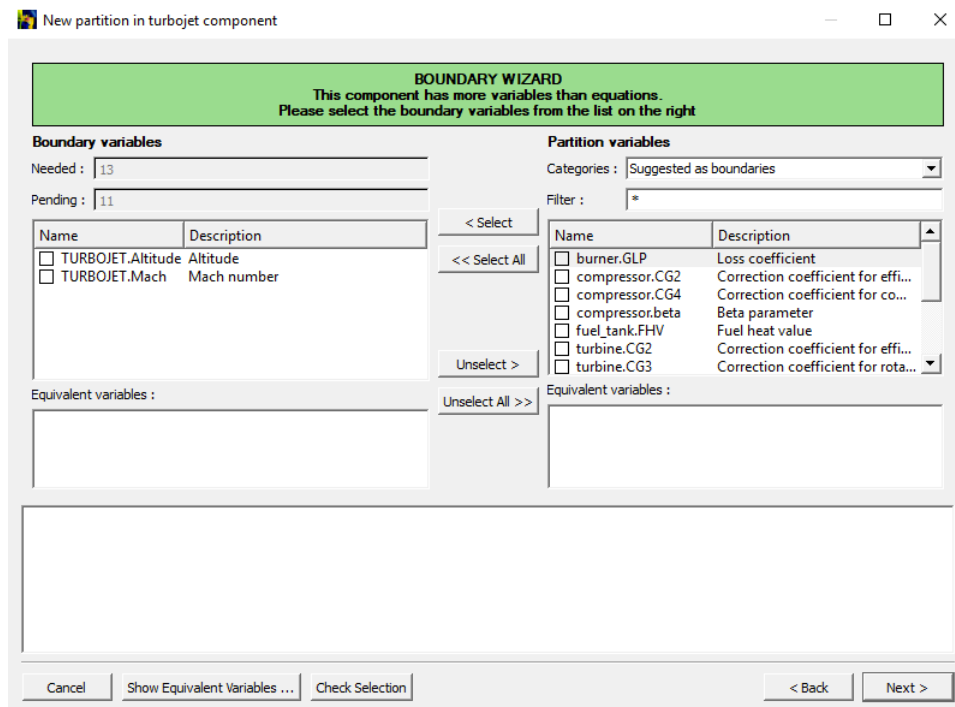 New partition in turbojet component
BOUNDARY WIZARD
This component has more variables than equations.
Please select the boundary variables from the list on the right
Boundary variables
Needed : 13
Pending : 11
Name Description
TURBOJET.Altitude Altitude
TURBOJET.Mach Mach number
Equivalent variables :
< Select
<< Select All
Unselect >
Unselect All >>
Partition variables
Categories : Suggested as boundaries
Filter : *
Name Description
burner.GLP Loss coefficient
compressor.CG2 Correction coefficient for effi...
compressor.CG4 Correction coefficient for co...
compressor.beta Beta parameter
fuel_tank.FHV Fuel heat value
turbine.CG2 Correction coefficient for effi...
turbine.CG3 Correction coefficient for rota...
Equivalent variables :
Cancel
Show Equivalent Variables ...
Check Selection
< Back
Next >